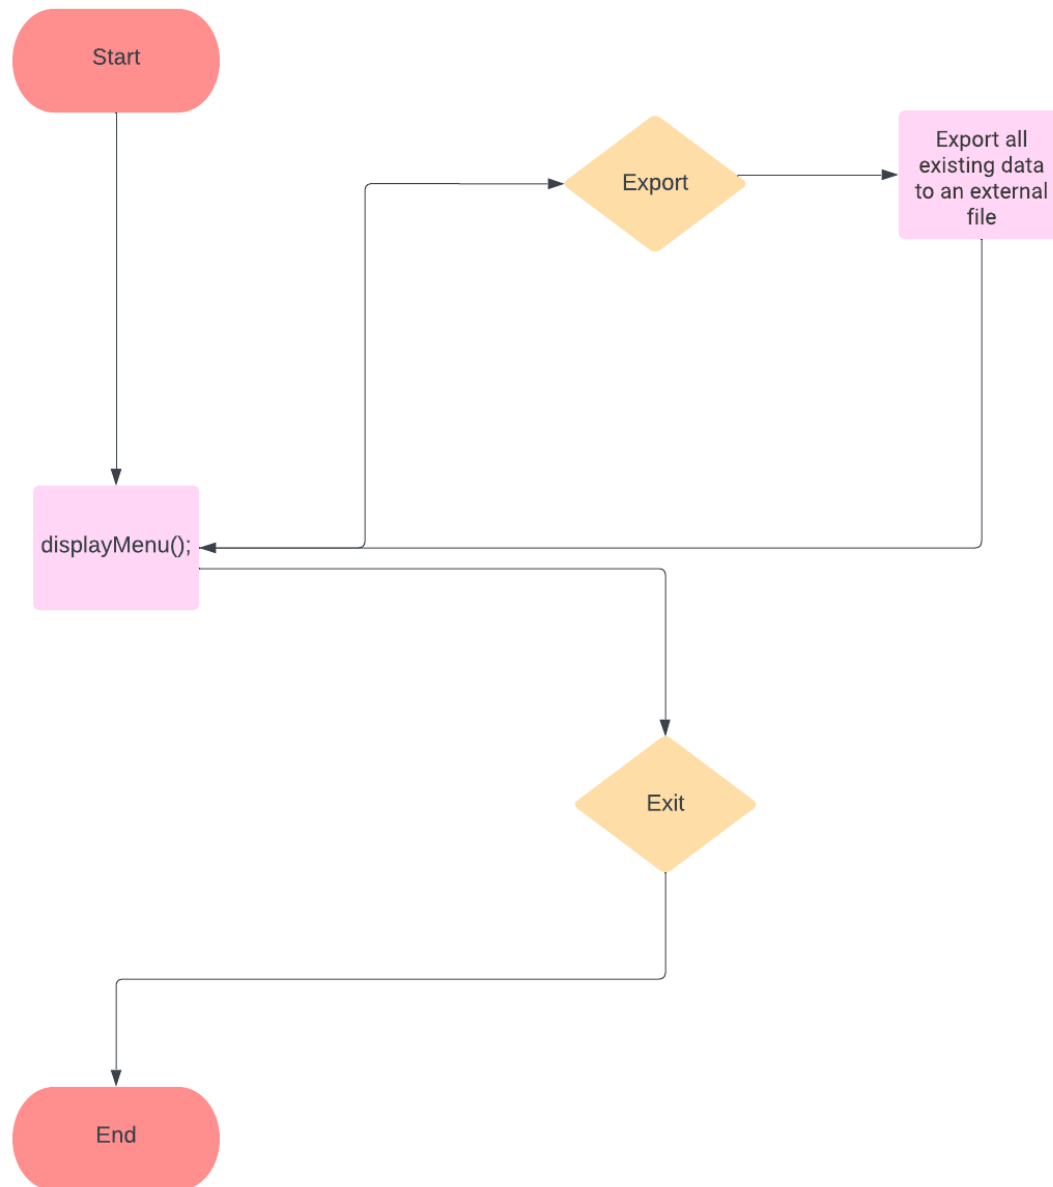 Start
Export
Export all
existing data
to an external
file
displayMenu();
Exit
End